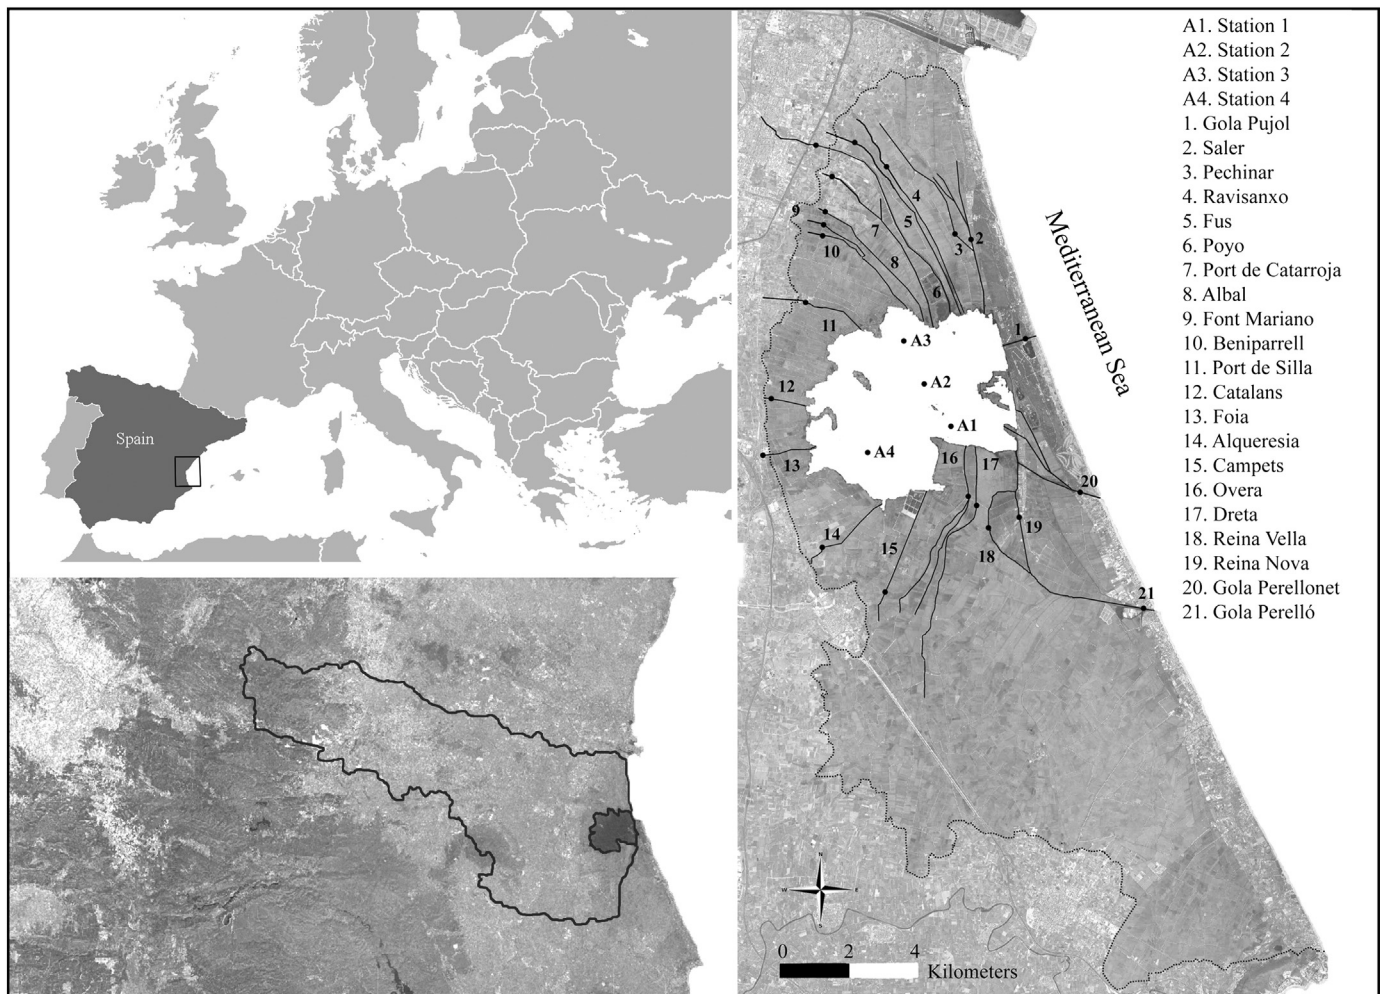 Spain
Mediterranean Sea
A1. Station 1
A2. Station 2
A3. Station 3
A4. Station 4
1. Gola Pujol
2. Saler
3. Pechinar
4. Ravisanxo
5. Fus
6. Poyo
7. Port de Catarroja
8. Albal
9. Font Mariano
10. Beniparrell
11. Port de Silla
12. Catalans
13. Foia
14. Alqueresia
15. Campets
16. Overa
17. Dreta
18. Reina Vella
19. Reina Nova
20. Gola Perellonet
21. Gola Perelló
4
9
5
7
3
2
10
8
6
11
1
A3
A2
12
A1
A4
13
16
17
20
14
15
18
19
21
N
W
E
S
0 2 4
Kilometers